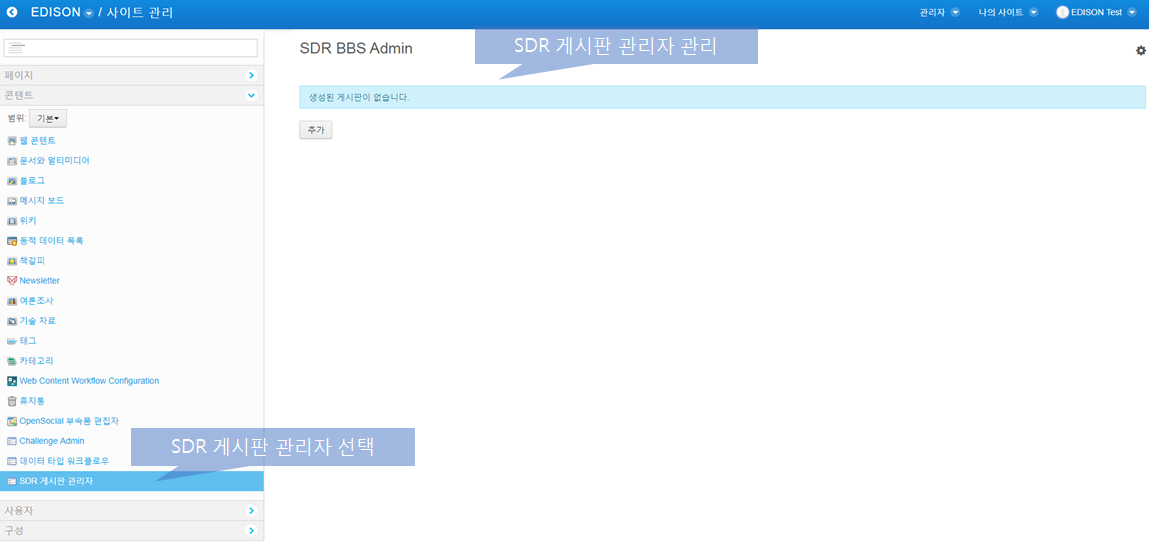 EDISON / 사이트 관리
관리자
나의 사이트
EDISON Test
페이지
콘텐트
범위: 기본
웹 콘텐트
문서와 멀티미디어
블로그
메시지 보드
위키
동적 데이터 목록
책갈피
Newsletter
여론조사
기술 자료
태그
카테고리
Web Content Workflow Configuration
휴지통
OpenSocial 부속품 편집자
Challenge Admin
데이터 타입 워크플로우
SDR 게시판 관리자
사용자
구성
SDR 게시판 관리자 선택
SDR BBS Admin
SDR 게시판 관리자 관리
생성된 게시판이 없습니다.
추가